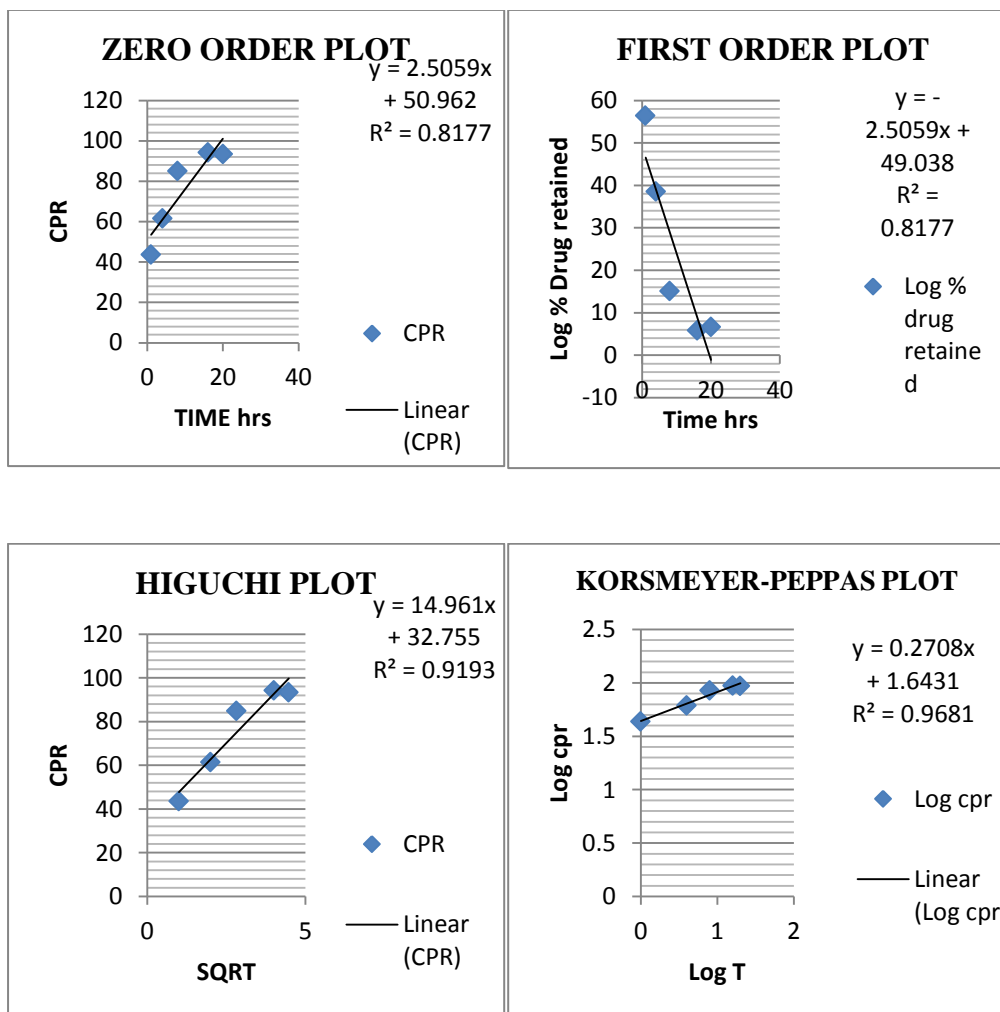 ZERO ORDER PLOT
y = 2.5059x
+ 50.962
R² = 0.8177
120
100
80
60
40
20
0
CPR
0 20 40
TIME hrs
CPR
Linear
(CPR)
FIRST ORDER PLOT
y = -
2.5059x +
49.038
R² =
0.8177
60
50
40
30
20
10
0
-10
Log % Drug retained
0 20 40
Time hrs
Log %
drug
retaine
d
HIGUCHI PLOT
y = 14.961x
+ 32.755
R² = 0.9193
120
100
80
60
40
20
0
CPR
0 5
SQRT
CPR
Linear
(CPR)
KORSMEYER-PEPPAS PLOT
y = 0.2708x
+ 1.6431
R² = 0.9681
2.5
2
1.5
1
0.5
0
Log cpr
0 1 2
Log T
Log cpr
Linear
(Log cpr